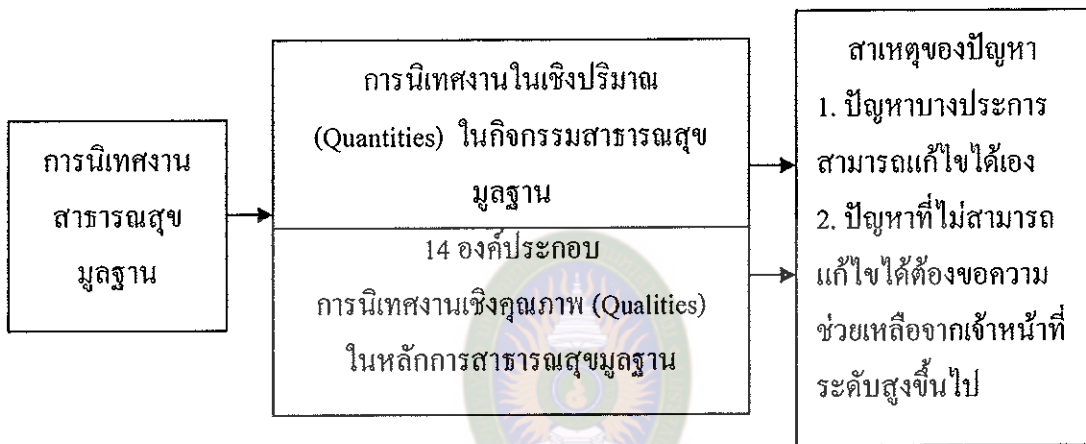 การนิเทศงาน
สาธารณสุข
มูลฐาน
การนิเทศงานในเชิงปริมาณ
(Quantities) ในกิจกรรมสาธารณสุข
มูลฐาน
14 องค์ประกอบ
การนิเทศงานเชิงคุณภาพ (Qualities)
ในหลักการสาธารณสุขมูลฐาน
สาเหตุของปัญหา
1. ปัญหาบางประการ
สามารถแก้ไขได้เอง
2. ปัญหาที่ไม่สามารถ
แก้ไขได้ต้องขอความ
ช่วยเหลือจากเจ้าหน้าที่
ระดับสูงขึ้นไป